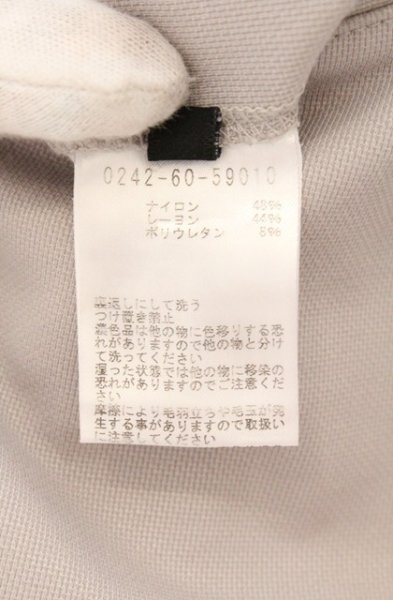 0242-60-59010
ナイロン 48%
レーヨン 44%
ポリウレタン 8%
裏返しにして洗う
つけ置き禁止
濃色品は他の物に色移りする恐
れがありますので他の物と分け
て洗ってください
湿った状態では他の物に移染の
恐れがありますのでご注意くださ
い
摩擦により毛羽立ちや毛玉が発
生する事がありますので取扱い
に注意してください